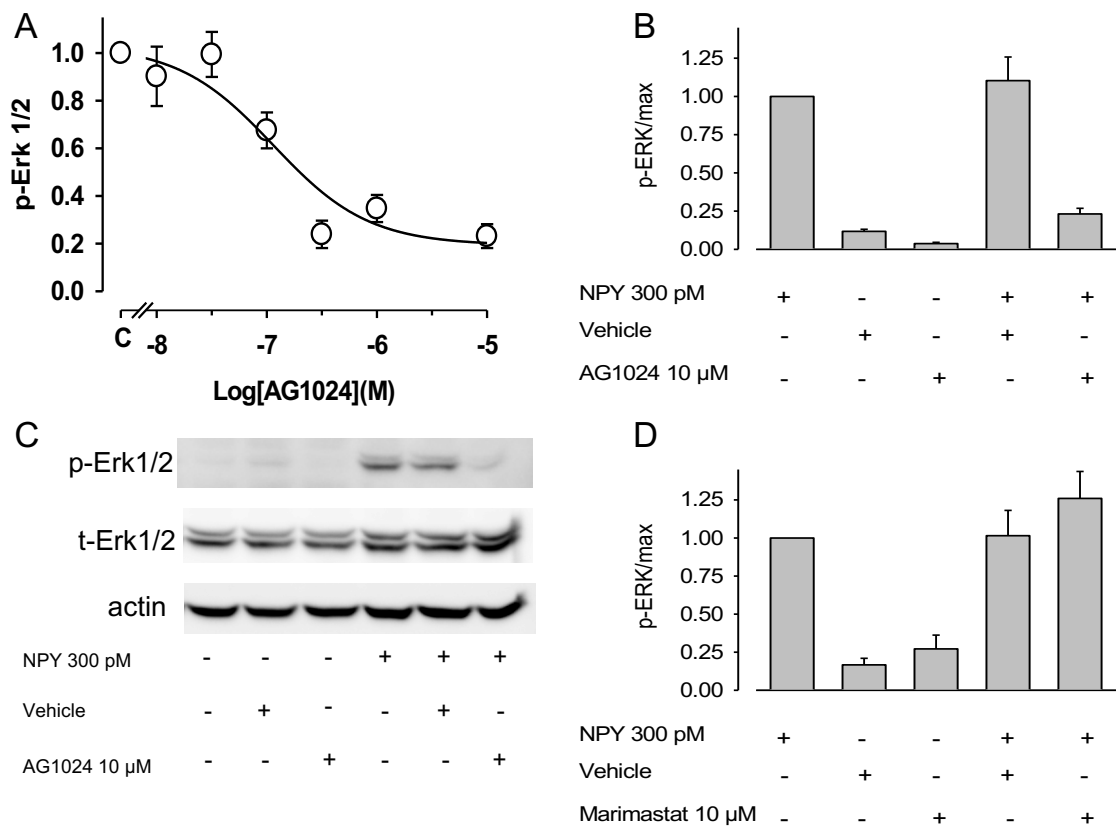 A
p-Erk 1/2
1.0
0.8
0.6
0.4
0.2
0.0
C -8 -7 -6 -5
Log[AG1024](M)
B
p-ERK/max
1.25
1.00
0.75
0.50
0.25
0.00
NPY 300 pM + - - + +
Vehicle - + - + -
AG1024 10 µM - - + - +
C
p-Erk1/2
t-Erk1/2
actin
NPY 300 pM - - - + + +
Vehicle - + - - + -
AG1024 10 µM - - + - - +
D
p-ERK/max
1.25
1.00
0.75
0.50
0.25
0.00
NPY 300 pM + - - + +
Vehicle - + - + -
Marimastat 10 µM - - + - +